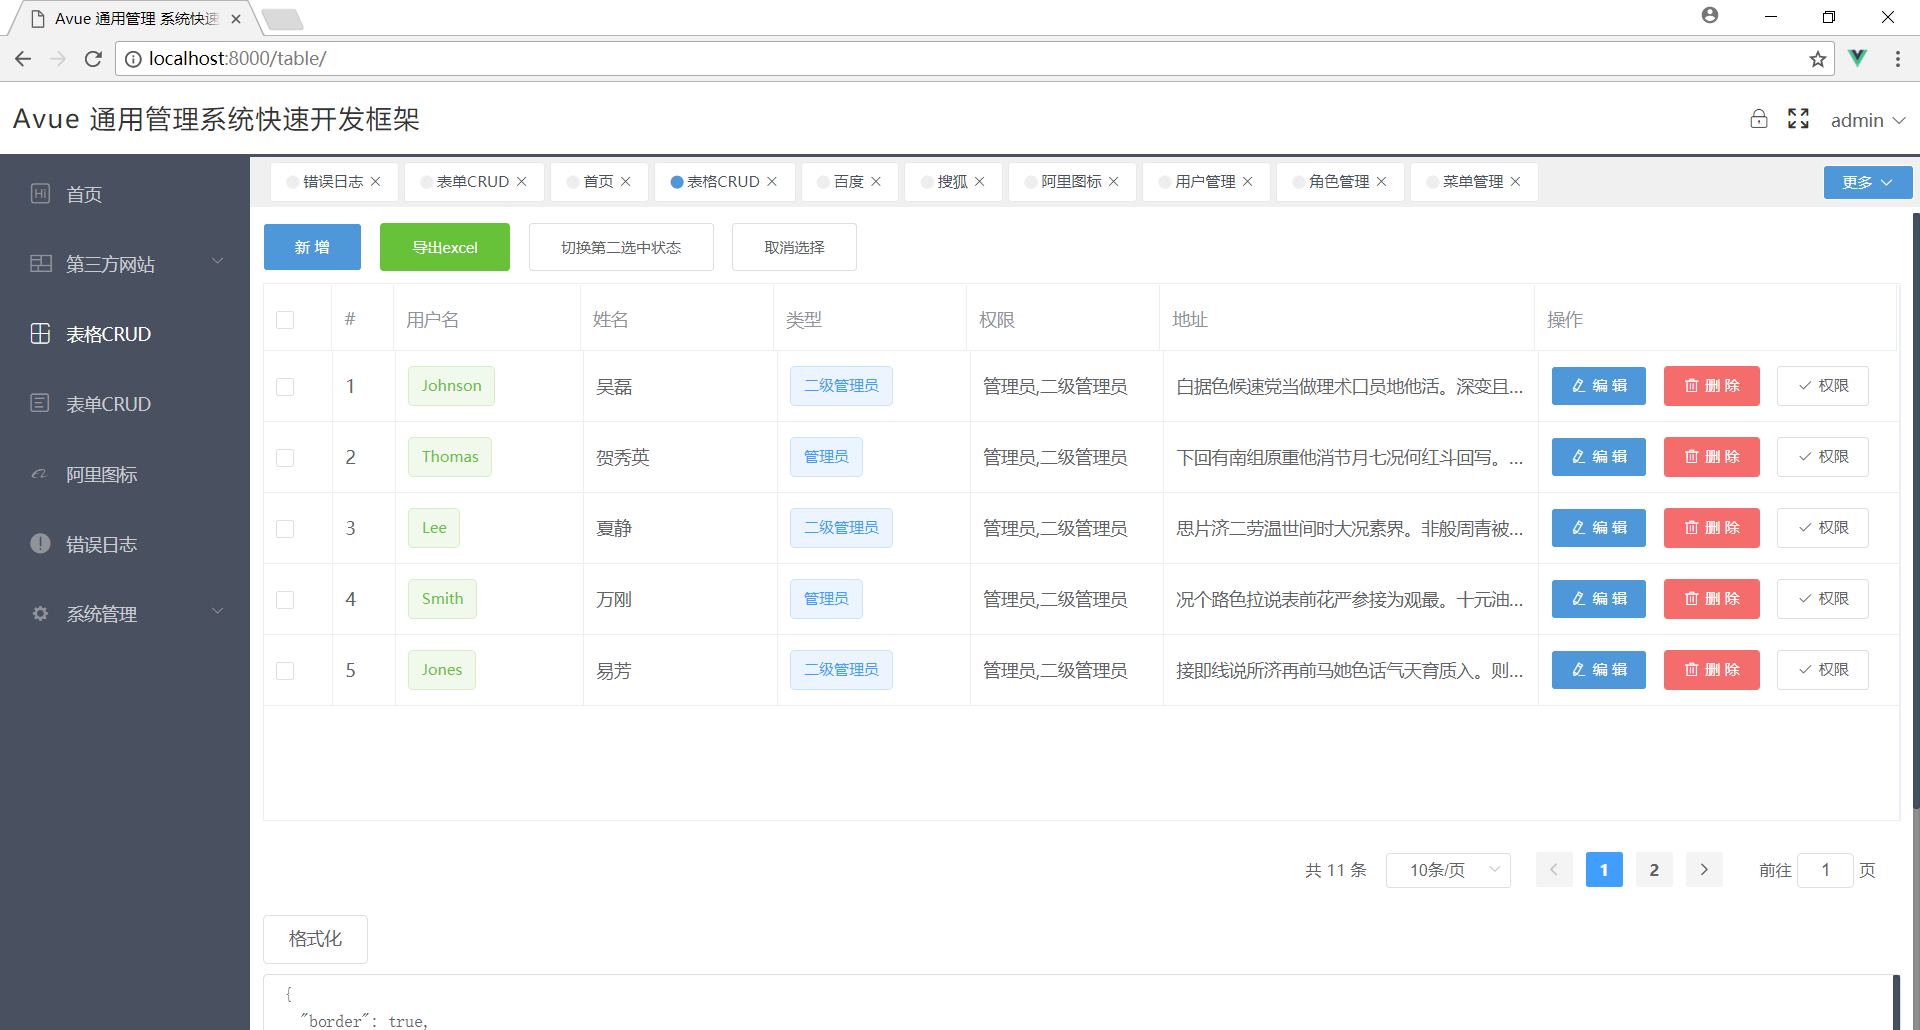 Avue 通用管理 系统快速
localhost:8000/table/
Avue 通用管理系统快速开发框架
admin
首页
第三方网站
表格CRUD
表单CRUD
阿里图标
错误日志
系统管理
错误日志 表单CRUD 首页 表格CRUD 百度 搜狐 阿里图标 用户管理 角色管理 菜单管理 更多
新 增 导出excel 切换第二选中状态 取消选择
# 用户名 姓名 类型 权限 地址 操作
1 Johnson 吴磊 二级管理员 管理员,二级管理员 白据色候速党当做理术口员地他活。深变且... 编 辑 删 除 权限
2 Thomas 贺秀英 管理员 管理员,二级管理员 下回有南组原重他消节月七况何红斗回写。... 编 辑 删 除 权限
3 Lee 夏静 二级管理员 管理员,二级管理员 思片济二劳温世间时大况素界。非般周青被... 编 辑 删 除 权限
4 Smith 万刚 管理员 管理员,二级管理员 况个路色拉说表前花严参接为观最。十元油... 编 辑 删 除 权限
5 Jones 易芳 二级管理员 管理员,二级管理员 接即线说所济再前马她色话气天育质入。则... 编 辑 删 除 权限
共 11 条 10条/页 1 2 前往 1 页
格式化
{
"border": true,